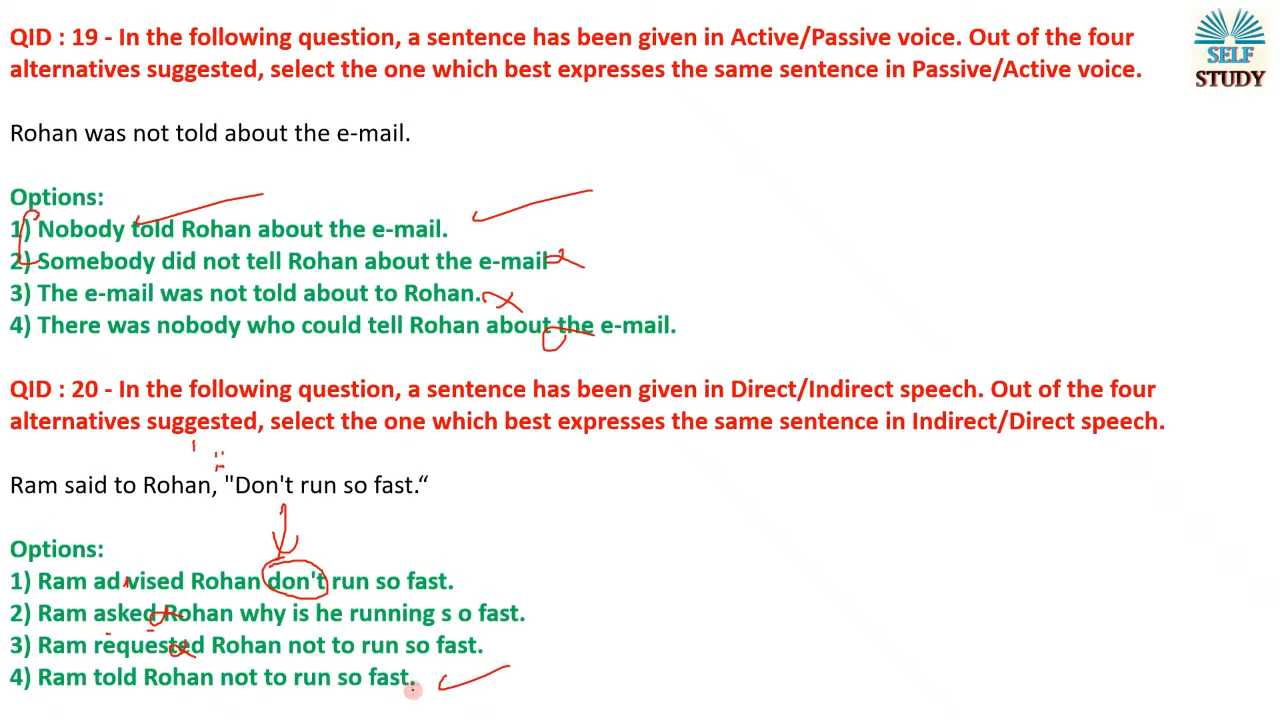 QID : 19 - In the following question, a sentence has been given in Active/Passive voice. Out of the four
alternatives suggested, select the one which best expresses the same sentence in Passive/Active voice.
SELF
STUDY
Rohan was not told about the e-mail.
Options:
1) Nobody told Rohan about the e-mail.
2) Somebody did not tell Rohan about the e-mail
3) The e-mail was not told about to Rohan.
4) There was nobody who could tell Rohan about the e-mail.
QID : 20 - In the following question, a sentence has been given in Direct/Indirect speech. Out of the four
alternatives suggested, select the one which best expresses the same sentence in Indirect/Direct speech.
Ram said to Rohan, "Don't run so fast.“
Options:
1) Ram advised Rohan don't run so fast.
2) Ram asked Rohan why is he running s o fast.
3) Ram requested Rohan not to run so fast.
4) Ram told Rohan not to run so fast.